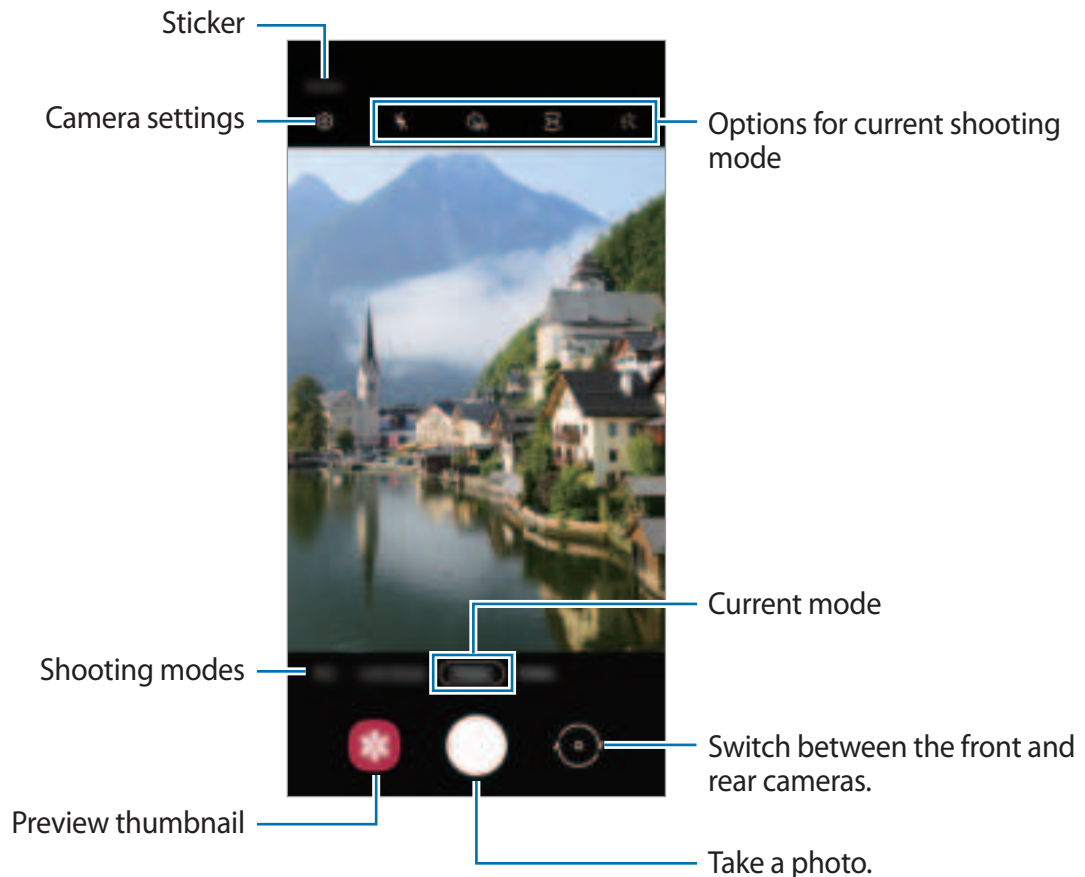 Sticker
Camera settings
Options for current shooting
mode
Current mode
Shooting modes
Switch between the front and
rear cameras.
Preview thumbnail
Take a photo.